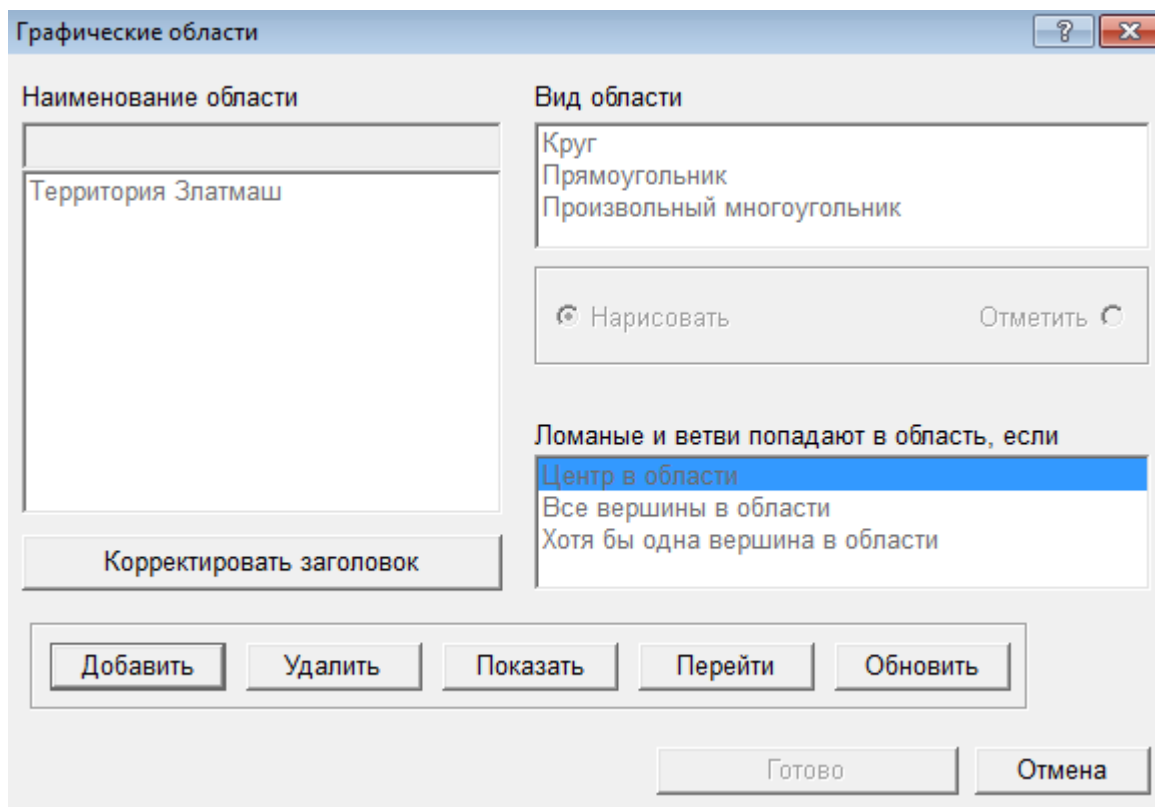 Графические области
Наименование области
Территория Златмаш
Корректировать заголовок
Вид области
Круг
Прямоугольник
Произвольный многоугольник
Нарисовать Отметить
Ломаные и ветви попадают в область, если
Центр в области
Все вершины в области
Хотя бы одна вершина в области
Добавить Удалить Показать Перейти Обновить
Готово Отмена